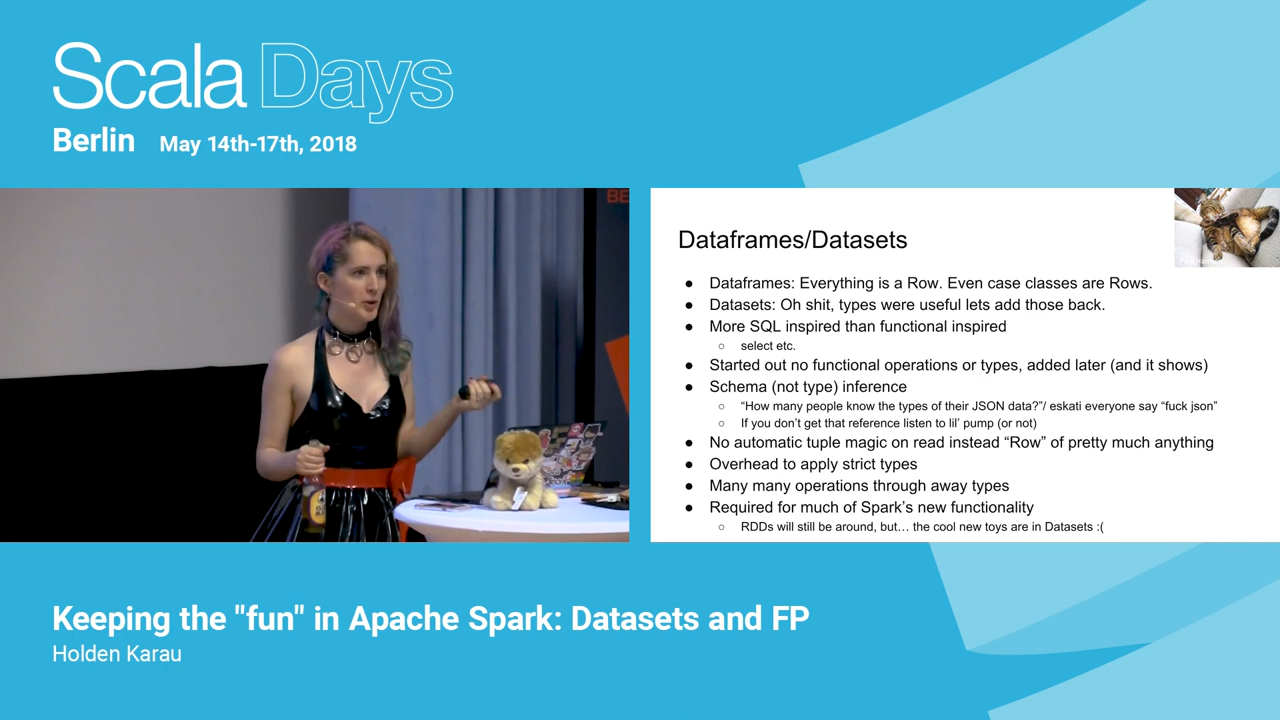 Scala Days
Berlin May 14th-17th, 2018
BE
Dataframes/Datasets
● Dataframes: Everything is a Row. Even case classes are Rows.
● Datasets: Oh shit, types were useful lets add those back.
● More SQL inspired than functional inspired
○ select etc.
● Started out no functional operations or types, added later (and it shows)
● Schema (not type) inference
○ “How many people know the types of their JSON data?”/ eskati everyone say “fuck json”
○ If you don’t get that reference listen to lil’ pump (or not)
● No automatic tuple magic on read instead “Row” of pretty much anything
● Overhead to apply strict types
● Many many operations through away types
● Required for much of Spark’s new functionality
○ RDDs will still be around, but… the cool new toys are in Datasets :(
Keeping the "fun" in Apache Spark: Datasets and FP
Holden Karau